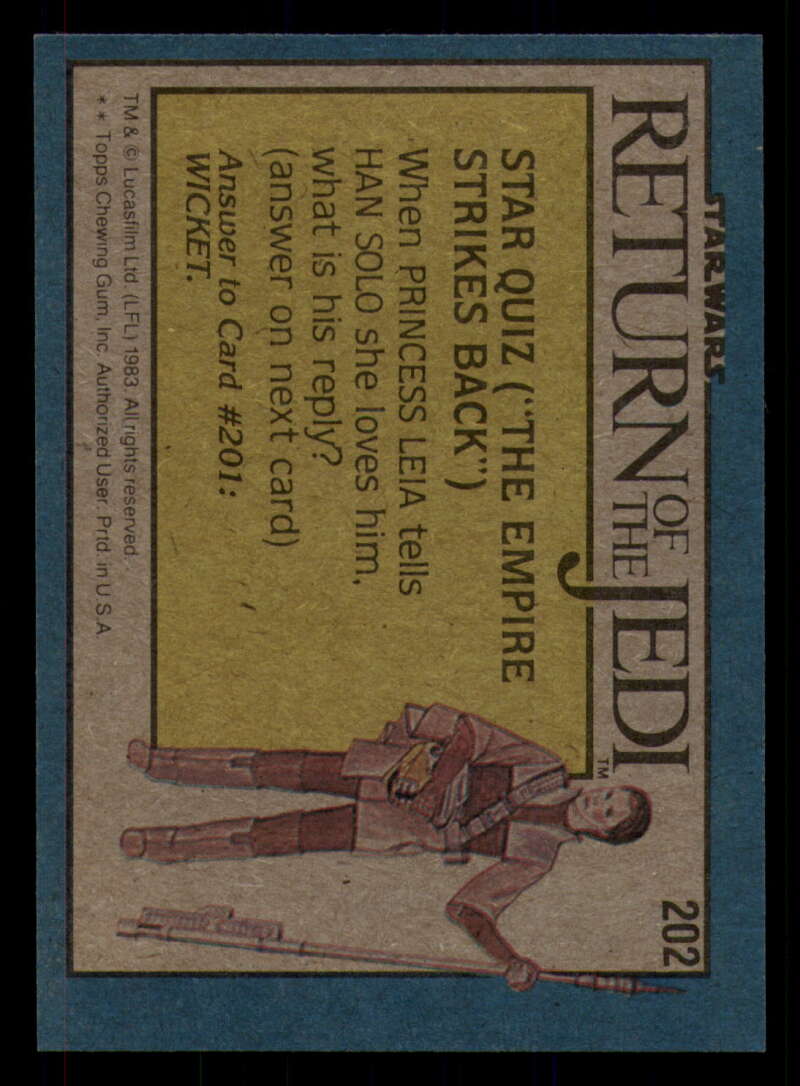 STAR WARS
RETURN OF THE JEDI™
202
STAR QUIZ ("THE EMPIRE
STRIKES BACK")
When PRINCESS LEIA tells
HAN SOLO she loves him,
what is his reply?
(answer on next card)
Answer to Card #201:
WICKET.
TM & © Lucasfilm Ltd. (LFL) 1983. All rights reserved.
** Topps Chewing Gum, Inc. Authorized User. Prtd. in U.S.A.